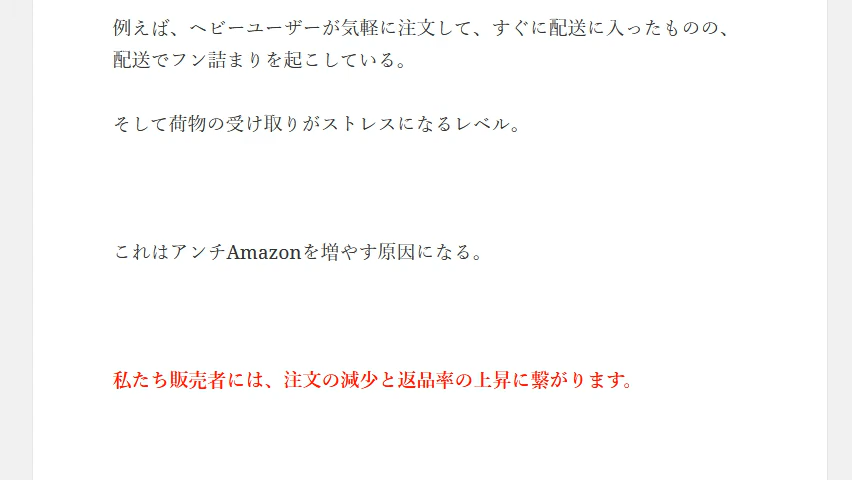 例えば、ヘビーユーザーが気軽に注文して、すぐに配送に入ったものの、
配送でフン詰まりを起こしている。
そして荷物の受け取りがストレスになるレベル。
これはアンチAmazonを増やす原因になる。
私たち販売者には、注文の減少と返品率の上昇に繋がります。